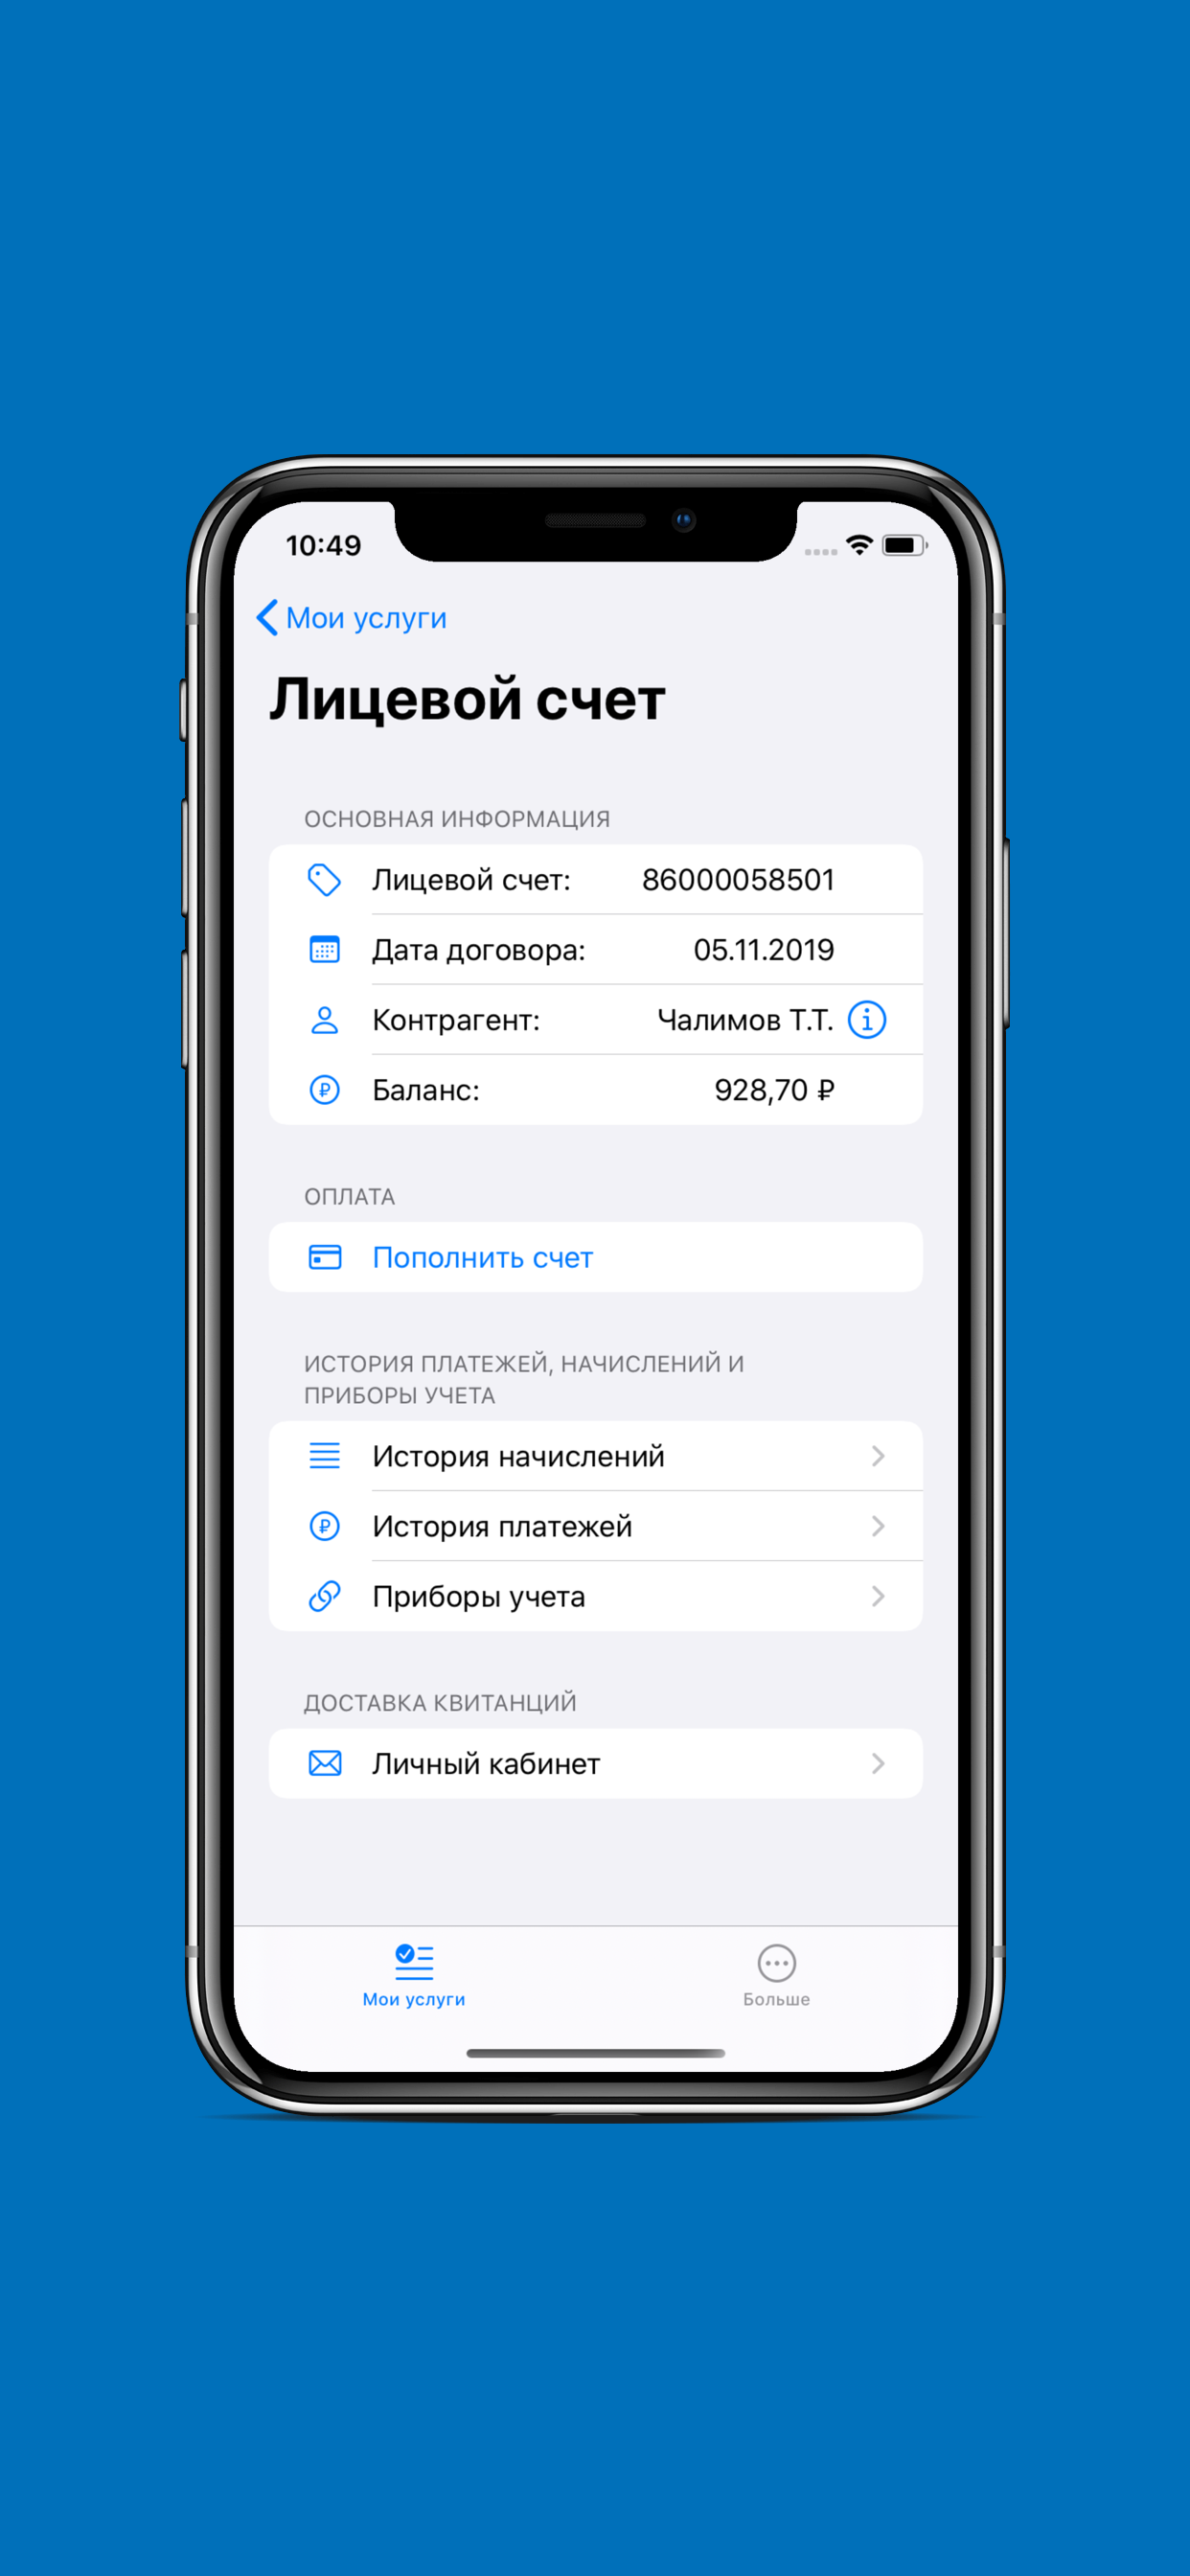 10:49
Мои услуги
Лицевой счет
ОСНОВНАЯ ИНФОРМАЦИЯ
Лицевой счет: 86000058501
Дата договора: 05.11.2019
Контрагент: Чалимов Т.Т.
Баланс: 928,70 ₽
ОПЛАТА
Пополнить счет
ИСТОРИЯ ПЛАТЕЖЕЙ, НАЧИСЛЕНИЙ И
ПРИБОРЫ УЧЕТА
История начислений
История платежей
Приборы учета
ДОСТАВКА КВИТАНЦИЙ
Личный кабинет
Мои услуги
Больше